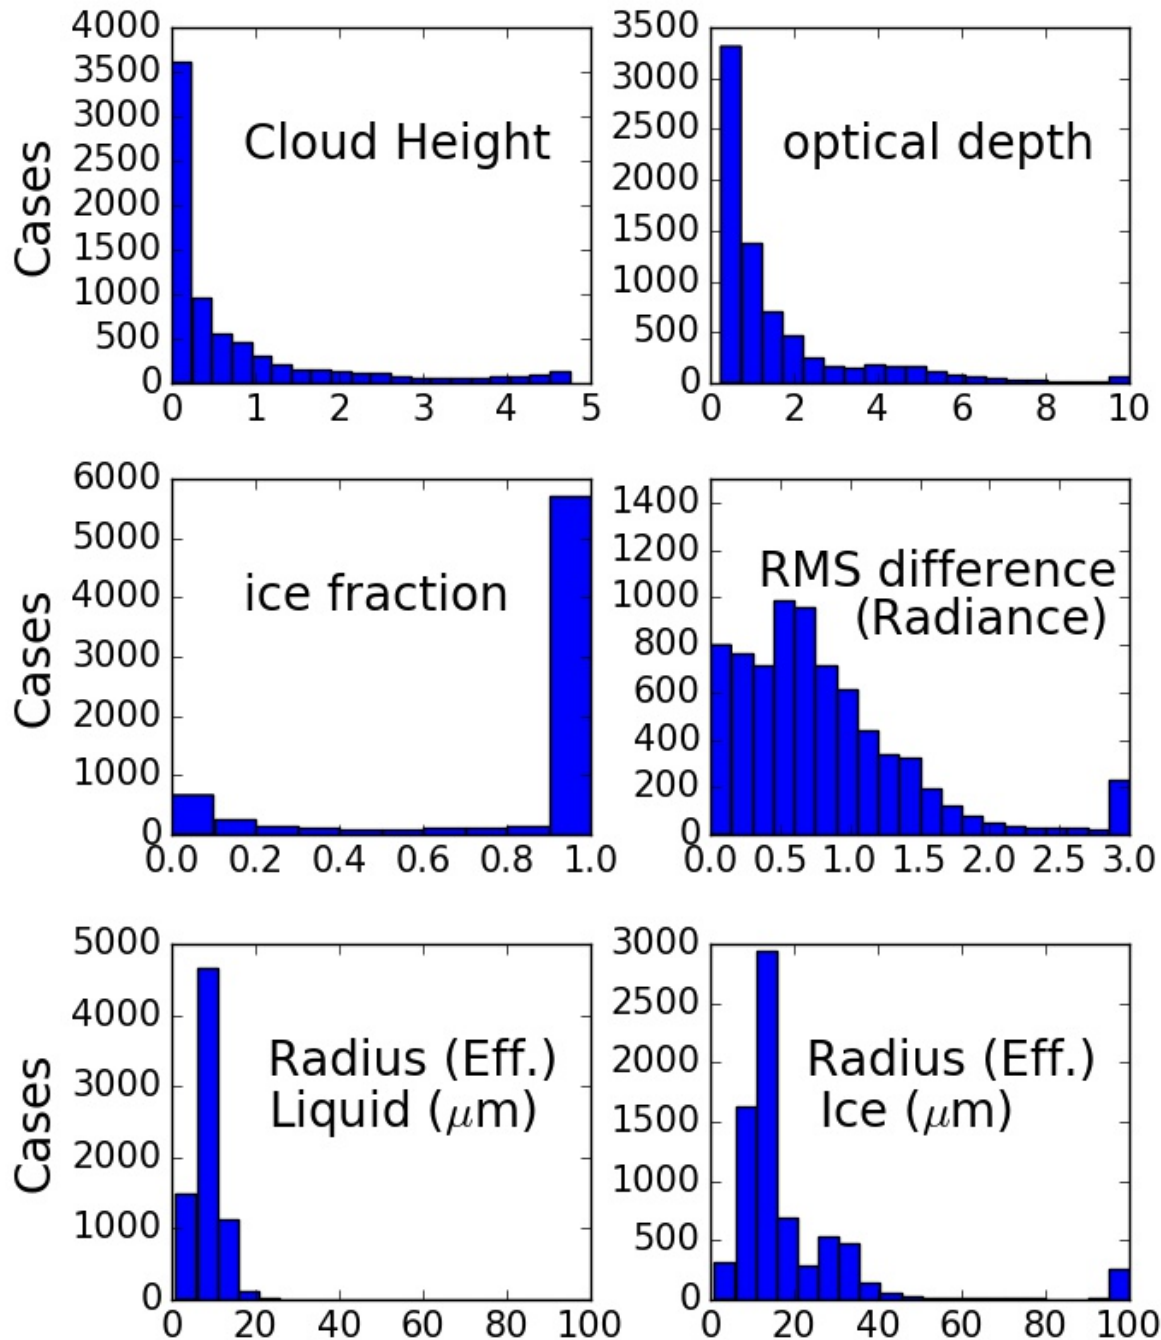 4000
3500
3000
2500
2000
1500
1000
500
0
Cases
Cloud Height
0 1 2 3 4 5
3500
3000
2500
2000
1500
1000
500
0
optical depth
0 2 4 6 8 10
6000
5000
4000
3000
2000
1000
0
Cases
ice fraction
0.0 0.2 0.4 0.6 0.8 1.0
1400
1200
1000
800
600
400
200
0
RMS difference
(Radiance)
0.0 0.5 1.0 1.5 2.0 2.5 3.0
5000
4000
3000
2000
1000
0
Cases
Radius (Eff.)
Liquid (μm)
0 20 40 60 80 100
3000
2500
2000
1500
1000
500
0
Radius (Eff.)
Ice (μm)
0 20 40 60 80 100